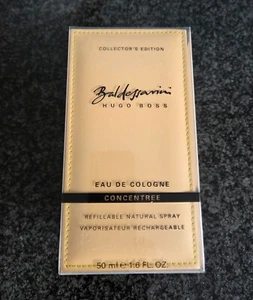 COLLECTOR'S EDITION
Baldessarini
HUGO BOSS
EAU DE COLOGNE
CONCENTREE
REFILLABLE NATURAL SPRAY
VAPORISATEUR RECHARGEABLE
50 ml ℮ 1.6 FL. OZ.